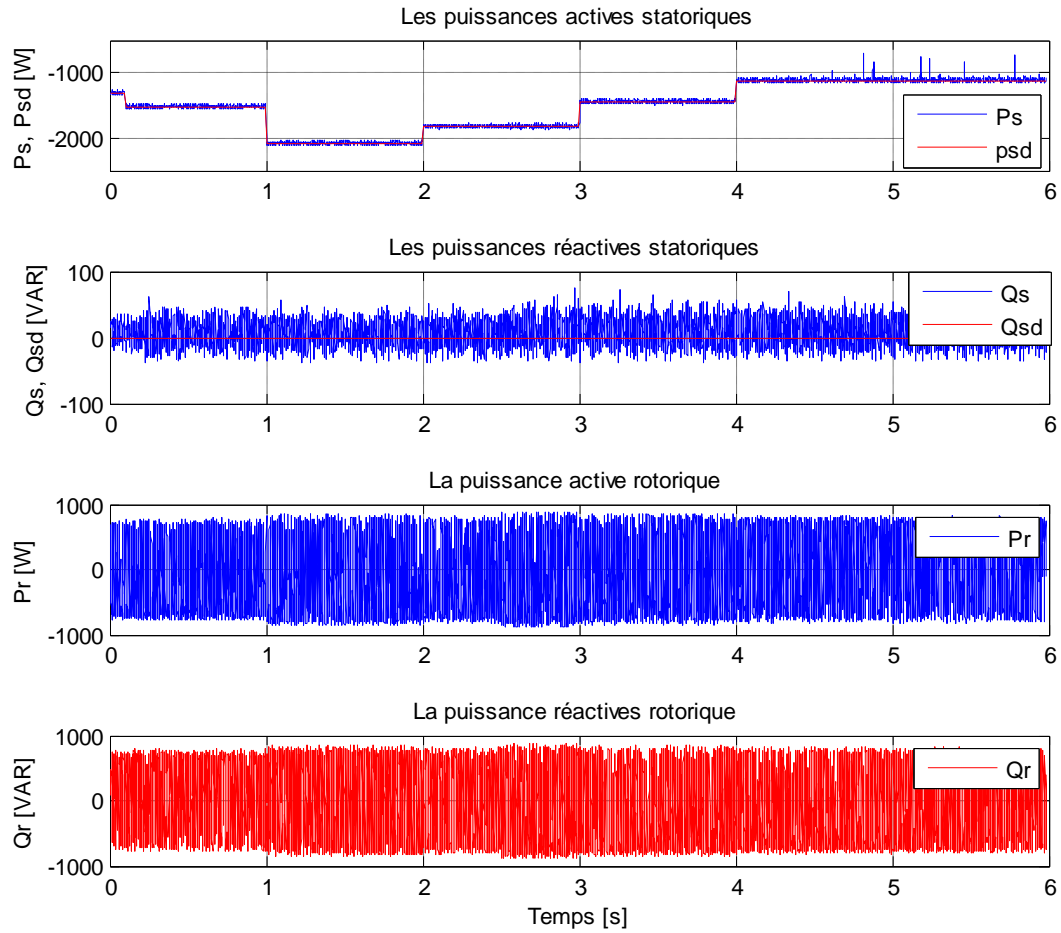 Les puissances actives statoriques
Ps, Psd [W]
-1000
-2000
Ps
psd
0 1 2 3 4 5 6
Les puissances réactives statoriques
Qs, Qsd [VAR]
100
0
-100
Qs
Qsd
0 1 2 3 4 5 6
La puissance active rotorique
Pr [W]
1000
0
-1000
Pr
0 1 2 3 4 5 6
La puissance réactives rotorique
Qr [VAR]
1000
0
-1000
Qr
0 1 2 3 4 5 6
Temps [s]